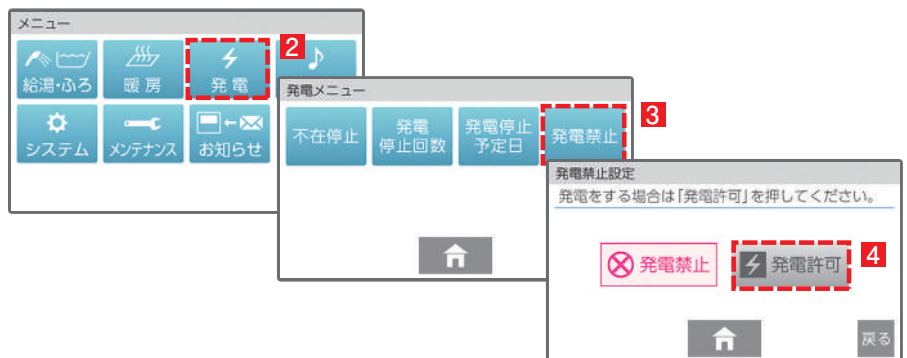 メニュー
給湯・ふろ
暖房
発電
2
システム
メンテナンス
お知らせ
発電メニュー
不在停止
発電
停止回数
発電停止
予定日
発電禁止
3
発電禁止設定
発電をする場合は「発電許可」を押してください。
発電禁止
発電許可
4
戻る